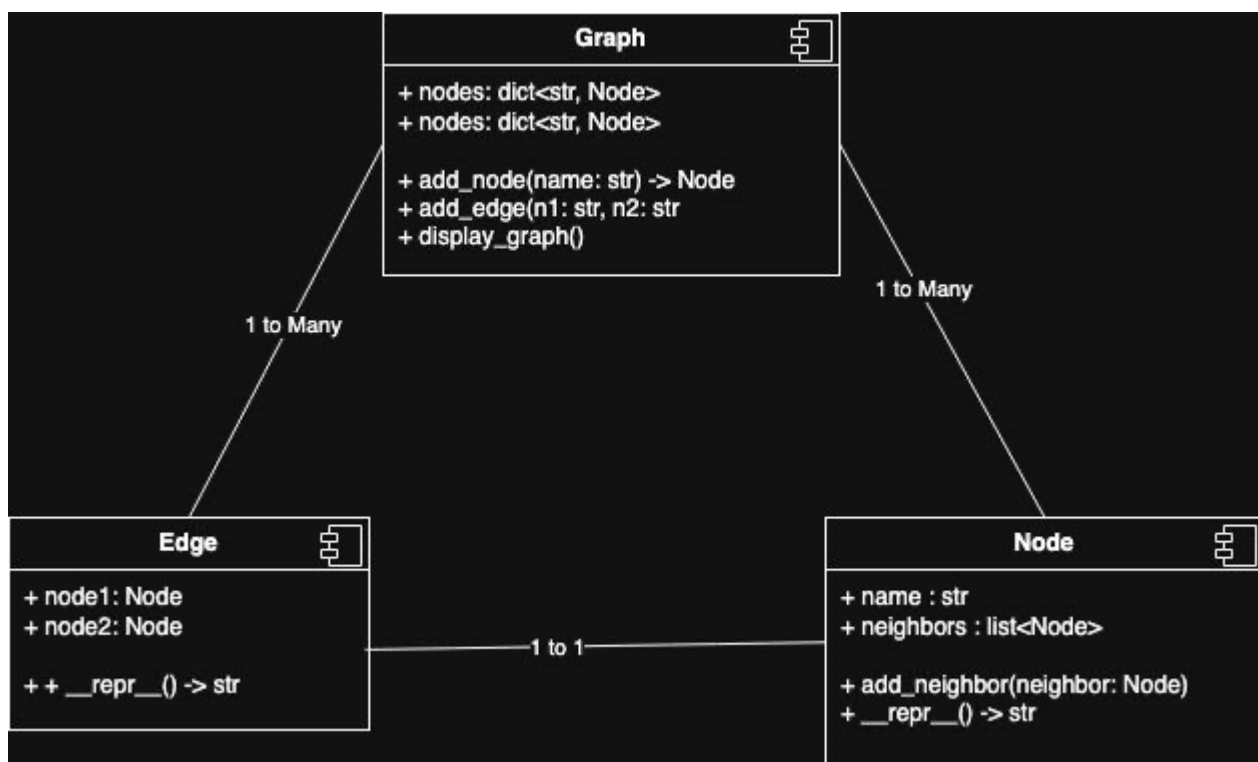 Graph
+ nodes: dict<str, Node>
+ nodes: dict<str, Node>
+ add_node(name: str) -> Node
+ add_edge(n1: str, n2: str
+ display_graph()
1 to Many
1 to Many
Edge
+ node1: Node
+ node2: Node
+ + __repr__() -> str
1 to 1
Node
+ name : str
+ neighbors : list<Node>
+ add_neighbor(neighbor: Node)
+ __repr__() -> str